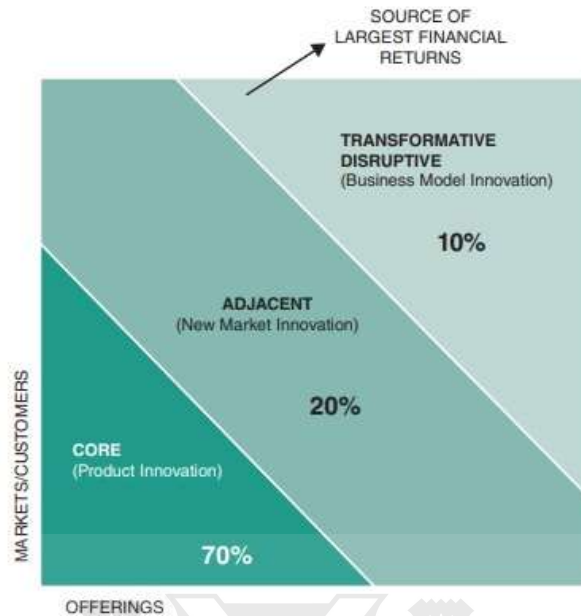 SOURCE OF
LARGEST FINANCIAL
RETURNS
TRANSFORMATIVE
DISRUPTIVE
(Business Model Innovation)
10%
ADJACENT
(New Market Innovation)
20%
CORE
(Product Innovation)
70%
MARKETS/CUSTOMERS
OFFERINGS